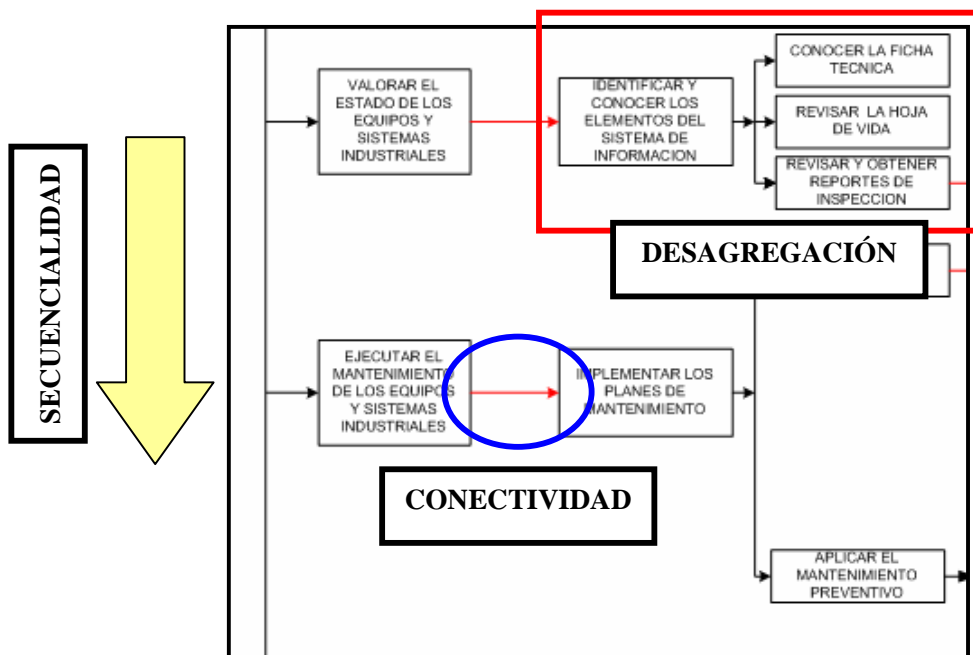 SECUENCIALIDAD
VALORAR EL
ESTADO DE LOS
EQUIPOS Y
SISTEMAS
INDUSTRIALES
IDENTIFICAR Y
CONOCER LOS
ELEMENTOS DEL
SISTEMA DE
INFORMACION
CONOCER LA FICHA
TECNICA
REVISAR LA HOJA
DE VIDA
REVISAR Y OBTENER
REPORTES DE
INSPECCION
DESAGREGACIÓN
EJECUTAR EL
MANTENIMIENTO
DE LOS EQUIPOS
Y SISTEMAS
INDUSTRIALES
IMPLEMENTAR LOS
PLANES DE
MANTENIMIENTO
CONECTIVIDAD
APLICAR EL
MANTENIMIENTO
PREVENTIVO